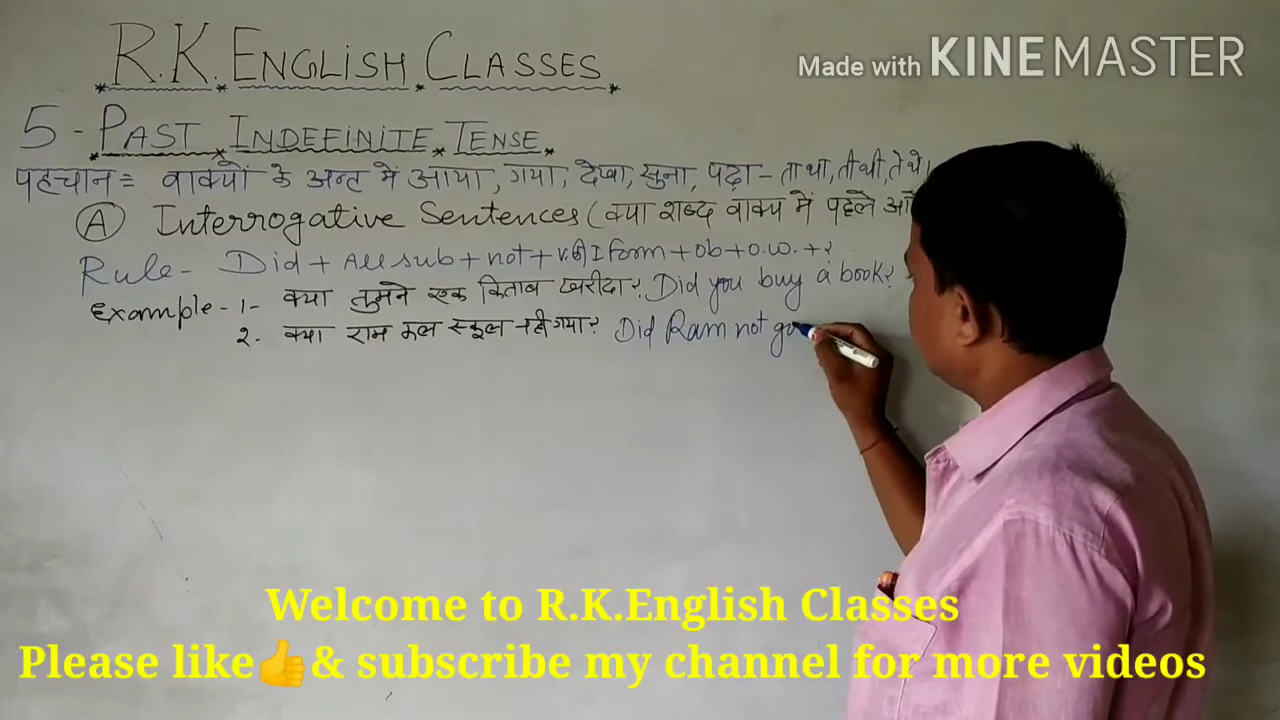 R.K. ENGLISH CLASSES
Made with KINEMASTER
5 - PAST INDEFINITE TENSE
पहचान = वाक्यों के अन्त में आया, गया, देखा, सुना, पढ़ा - ता था, ती थी, ते थे।
A Interrogative Sentences (क्या शब्द वाक्य में पहले
Rule - Did + All sub + not + v. की I form + ob + o.w. + ?
Example - 1 - क्या तुमने एक किताब खरीदा? Did you buy a book?
2. क्या राम कल स्कूल नही गया? Did Ram not go
Welcome to R.K.English Classes
Please like👍& subscribe my channel for more videos